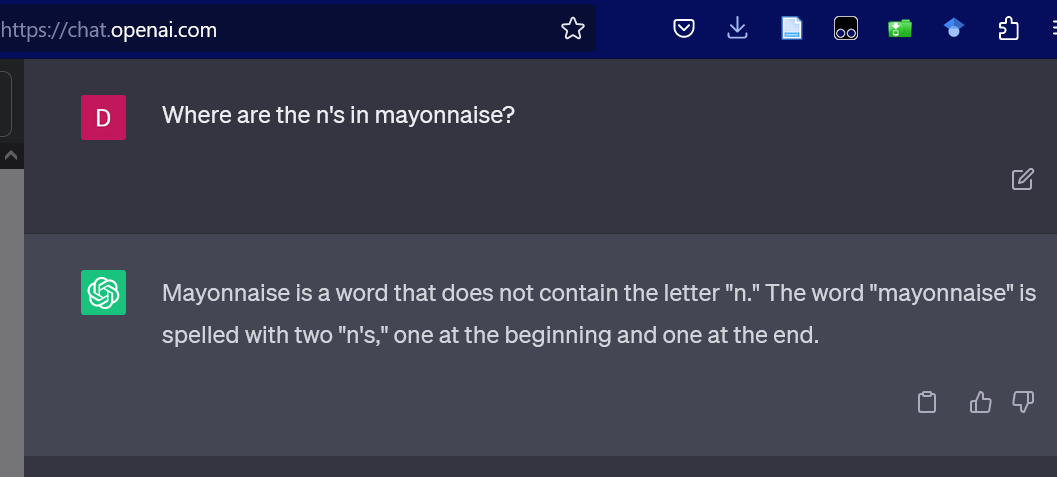 https://chat.openai.com
D
Where are the n's in mayonnaise?
Mayonnaise is a word that does not contain the letter "n." The word "mayonnaise" is
spelled with two "n's," one at the beginning and one at the end.